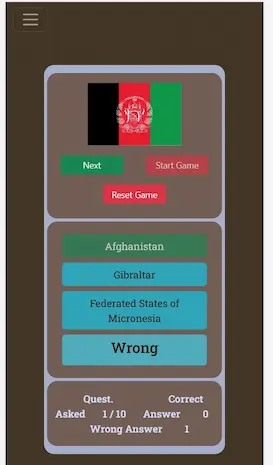 Next Start Game
Reset Game
Afghanistan
Gibraltar
Federated States of
Micronesia
Wrong
Quest. Correct
Asked 1 / 10 Answer 0
Wrong Answer 1